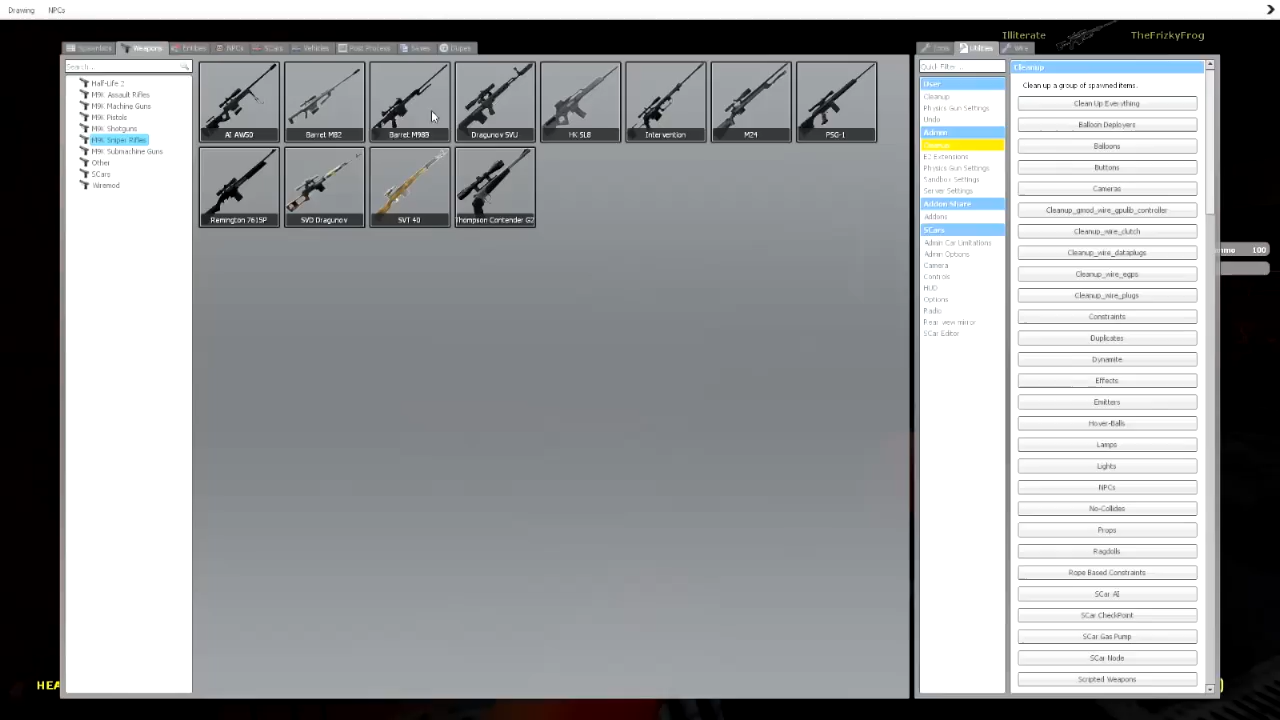 Drawing NPCs
Illiterate TheFrizkyFrog
Spawnlists Weapons Entities NPCs SCars Vehicles Post Process Saves Dupes
Tools Utilities Wire
Search...
Half-Life 2
M9K Assault Rifles
M9K Machine Guns
M9K Pistols
M9K Shotguns
M9K Sniper Rifles
M9K Submachine Guns
Other
SCars
Wiremod
AI AW50
Barret M82
Barret M98B
Dragunov SVU
HK SL8
Intervention
M24
PSG-1
Remington 7615P
SVD Dragunov
SVT 40
Thompson Contender G2
Quick Filter...
User
Cleanup
Physics Gun Settings
Undo
Admin
Cleanup
E2 Extensions
Physics Gun Settings
Sandbox Settings
Server Settings
Addon Share
Addons
SCars
Admin Car Limitations
Admin Options
Camera
Controls
HUD
Options
Radio
Rear view mirror
SCar Editor
Cleanup
Clean up a group of spawned items.
Clean Up Everything
Balloon Deployers
Balloons
Buttons
Cameras
Cleanup_gmod_wire_gpulib_controller
Cleanup_wire_clutch
Cleanup_wire_dataplugs
Cleanup_wire_egps
Cleanup_wire_plugs
Constraints
Duplicates
Dynamite
Effects
Emitters
Hover-Balls
Lamps
Lights
NPCs
No-Collides
Props
Ragdolls
Rope Based Constraints
SCar AI
SCar CheckPoint
SCar Gas Pump
SCar Node
Scripted Weapons
mmo 100
HEA